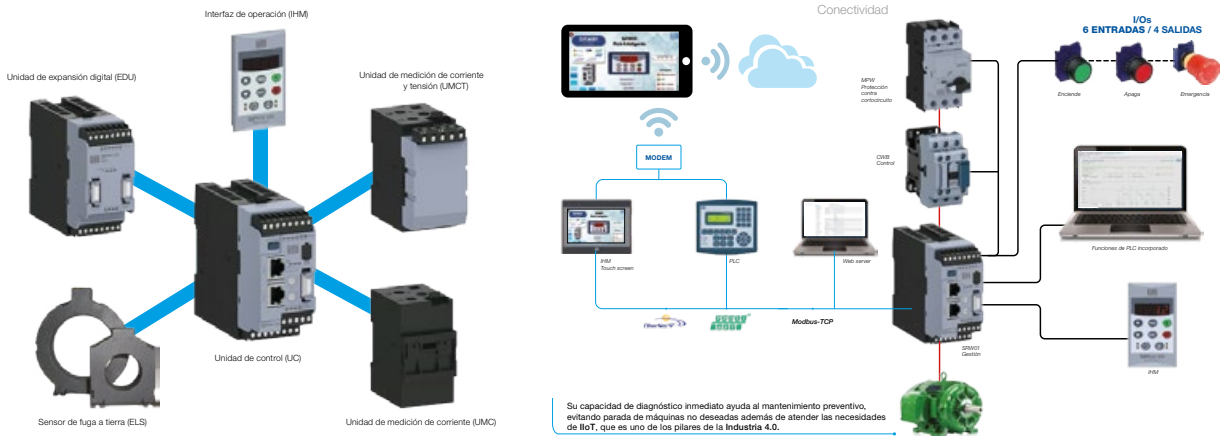 Interfaz de operación (IHM)
Unidad de expansión digital (EDU)
Unidad de medición de corriente
y tensión (UMCT)
Unidad de control (UC)
Sensor de fuga a tierra (ELS)
Unidad de medición de corriente (UMC)
Conectividad
I/Os
6 ENTRADAS / 4 SALIDAS
MPW
Protección
contra
cortocircuito
Enciende
Apaga
Emergencia
MODEM
CWB
Control
IHM
Touch screen
PLC
Web server
Funciones de PLC incorporado
Modbus-TCP
SRW01
Gestión
IHM
Su capacidad de diagnóstico inmediato ayuda al mantenimiento preventivo,
evitando parada de máquinas no deseadas además de atender las necesidades
de IIoT, que es uno de los pilares de la Industria 4.0.